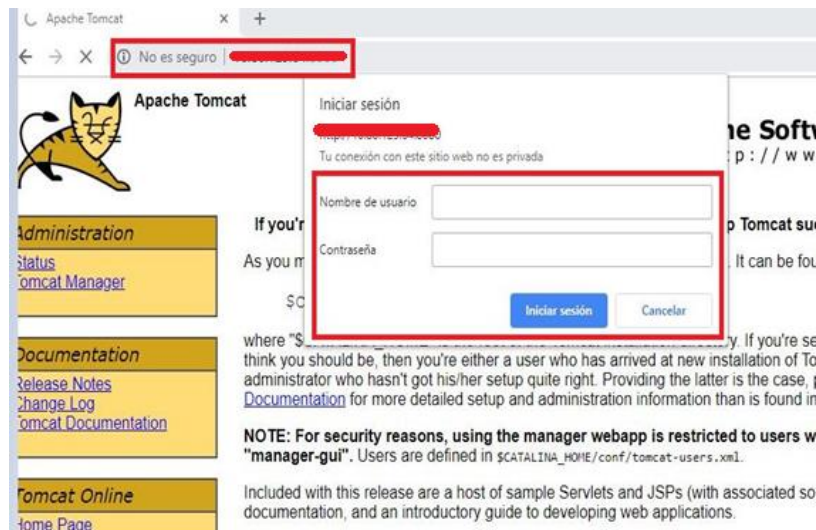 Apache Tomcat
No es seguro
Apache Tomcat
Iniciar sesión
Tu conexión con este sitio web no es privada
Nombre de usuario
Contraseña
Iniciar sesión Cancelar
Administration
Status
Tomcat Manager
Documentation
Release Notes
Change Log
Tomcat Documentation
Tomcat Online
Home Page
If you'r
p Tomcat suc
As you m
It can be fou
$C
where "$
y. If you're se
think you should be, then you're either a user who has arrived at new installation of To
administrator who hasn't got his/her setup quite right. Providing the latter is the case, p
Documentation for more detailed setup and administration information than is found in
NOTE: For security reasons, using the manager webapp is restricted to users w
"manager-gui". Users are defined in $CATALINA_HOME/conf/tomcat-users.xml.
Included with this release are a host of sample Servlets and JSPs (with associated so
documentation, and an introductory guide to developing web applications.